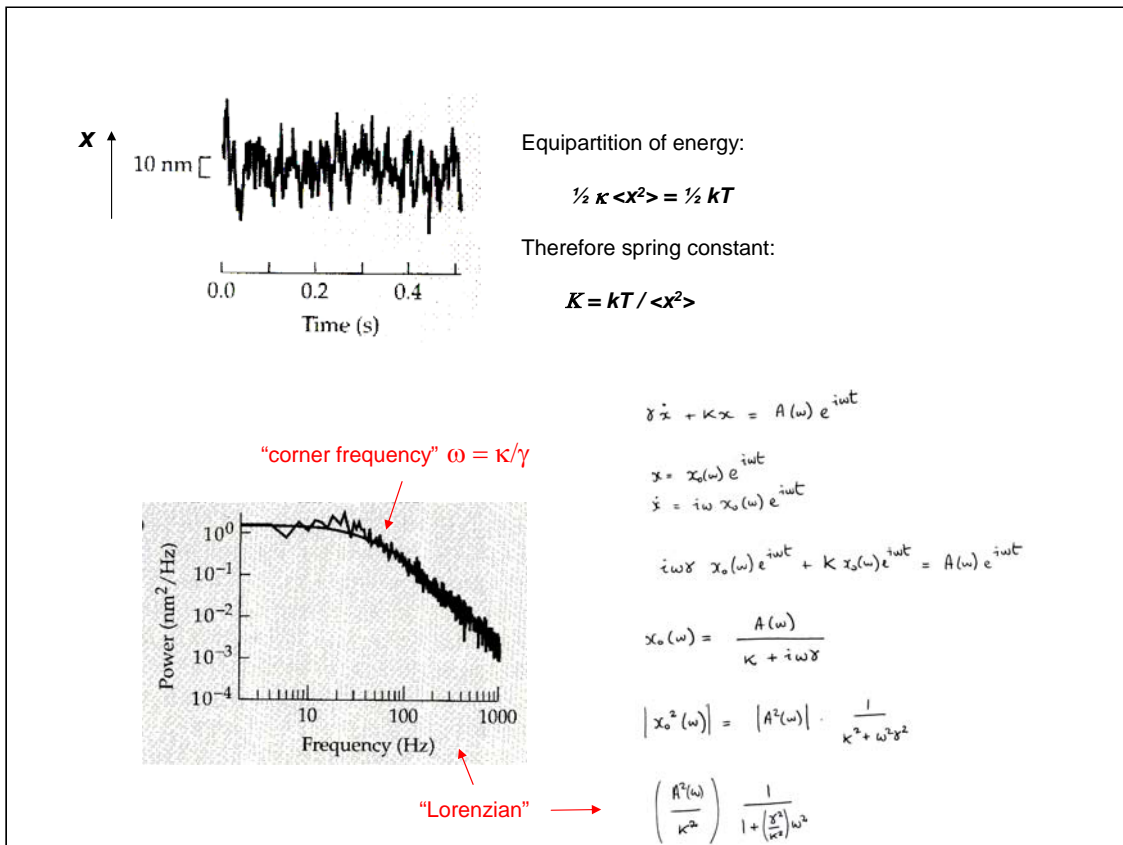 x
10 nm
0.0 0.2 0.4
Time (s)
Equipartition of energy:
½ κ <x²> = ½ kT
Therefore spring constant:
K = kT / <x²>
"corner frequency" ω = κ/γ
Power (nm²/Hz)
10⁰
10⁻¹
10⁻²
10⁻³
10⁻⁴
10 100 1000
Frequency (Hz)
"Lorenzian"
γẋ + κx = A(ω) e^{iωt}
x = x₀(ω) e^{iωt}
ẋ = iω x₀(ω) e^{iωt}
iωγ x₀(ω) e^{iωt} + κ x₀(ω) e^{iωt} = A(ω) e^{iωt}
x₀(ω) = A(ω) / (κ + iωγ)
|x₀²(ω)| = |A²(ω)| · 1 / (κ² + ω²γ²)
(A²(ω) / κ²) 1 / (1 + (γ²/κ²) ω²)